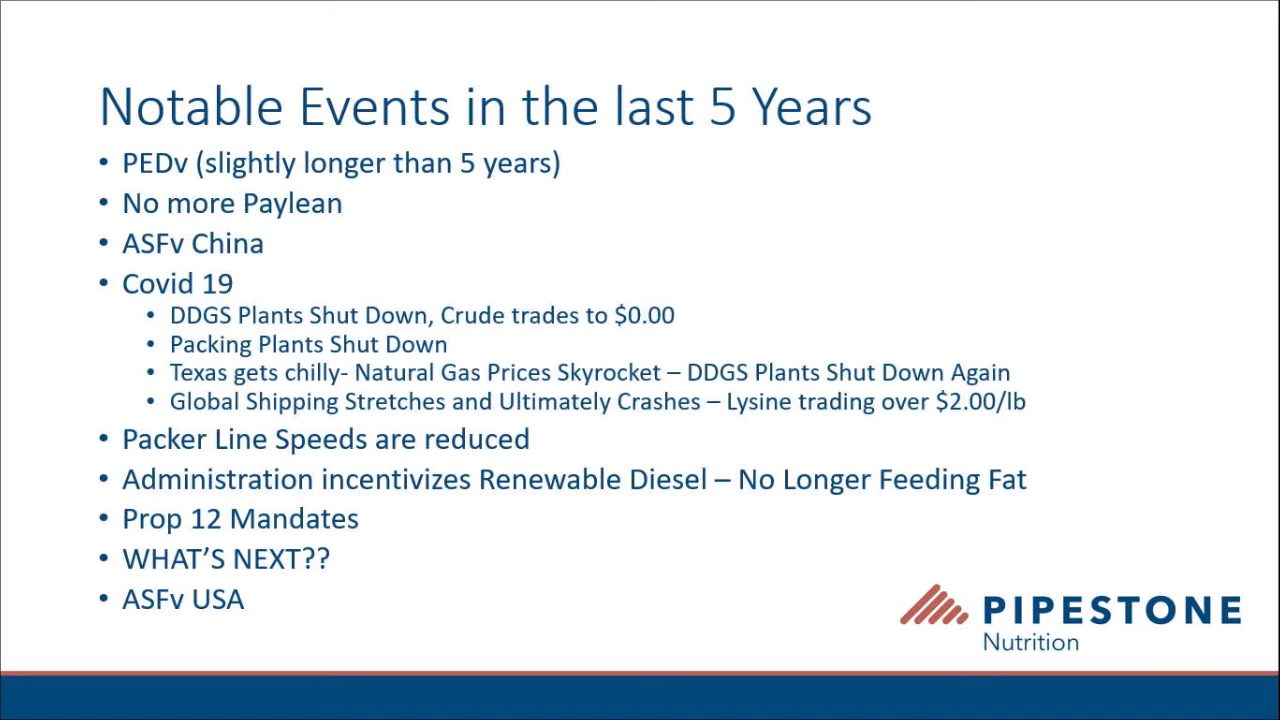 Notable Events in the last 5 Years
• PEDv (slightly longer than 5 years)
• No more Paylean
• ASFv China
• Covid 19
• DDGS Plants Shut Down, Crude trades to $0.00
• Packing Plants Shut Down
• Texas gets chilly- Natural Gas Prices Skyrocket – DDGS Plants Shut Down Again
• Global Shipping Stretches and Ultimately Crashes – Lysine trading over $2.00/lb
• Packer Line Speeds are reduced
• Administration incentivizes Renewable Diesel – No Longer Feeding Fat
• Prop 12 Mandates
• WHAT'S NEXT??
• ASFv USA
PIPESTONE
Nutrition